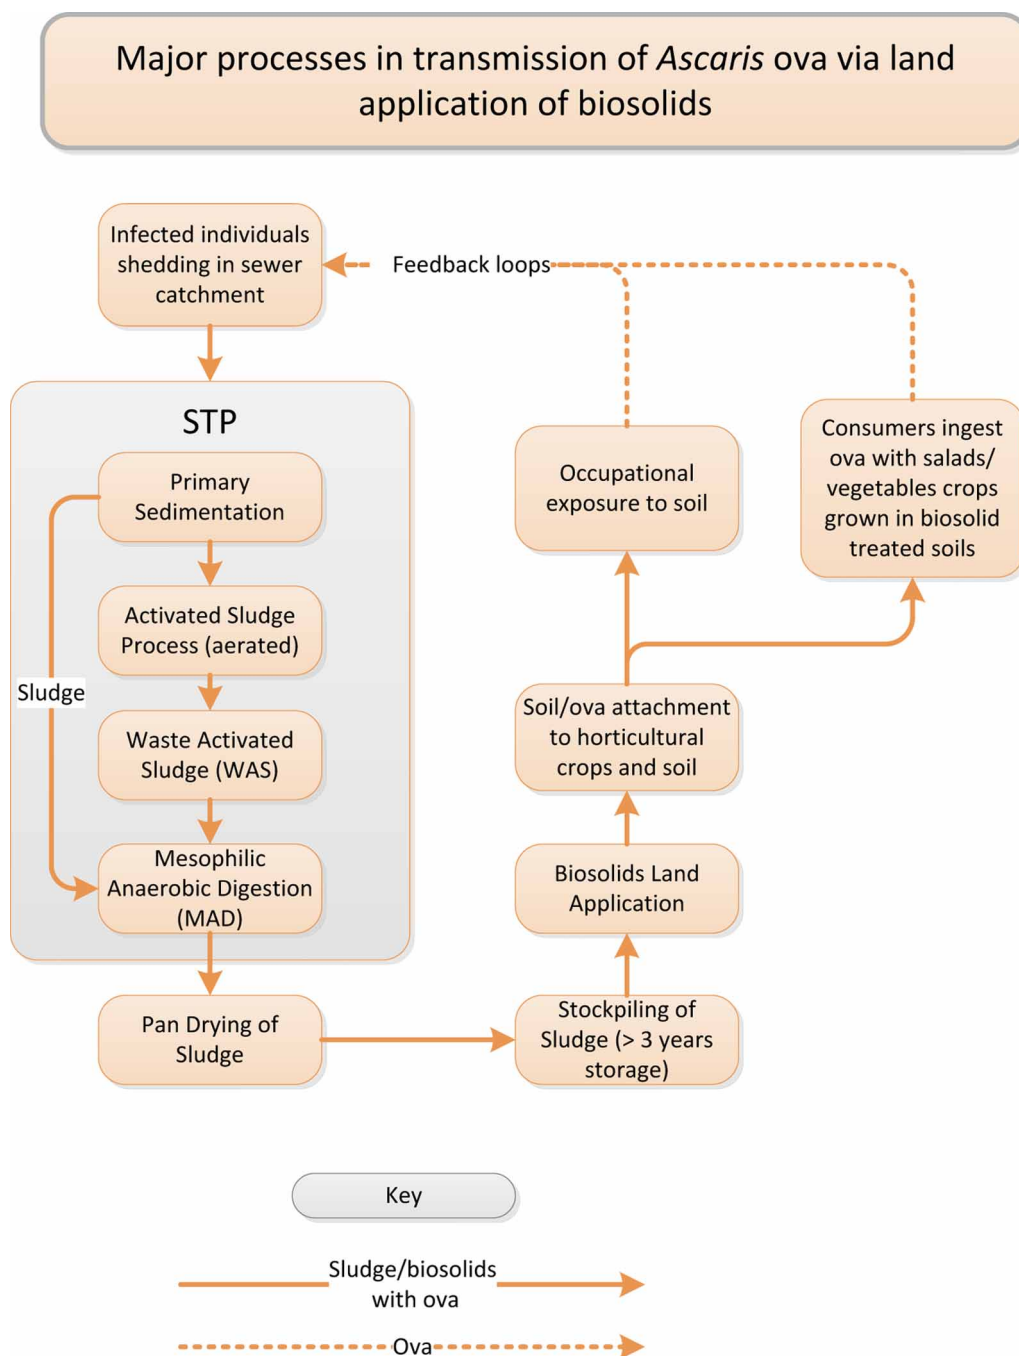 Major processes in transmission of Ascaris ova via land
application of biosolids
Infected individuals
shedding in sewer
catchment
Feedback loops
STP
Primary
Sedimentation
Activated Sludge
Process (aerated)
Sludge
Waste Activated
Sludge (WAS)
Mesophilic
Anaerobic Digestion
(MAD)
Pan Drying of
Sludge
Stockpiling of
Sludge (> 3 years
storage)
Biosolids Land
Application
Soil/ova attachment
to horticultural
crops and soil
Occupational
exposure to soil
Consumers ingest
ova with salads/
vegetables crops
grown in biosolid
treated soils
Key
Sludge/biosolids
with ova
Ova